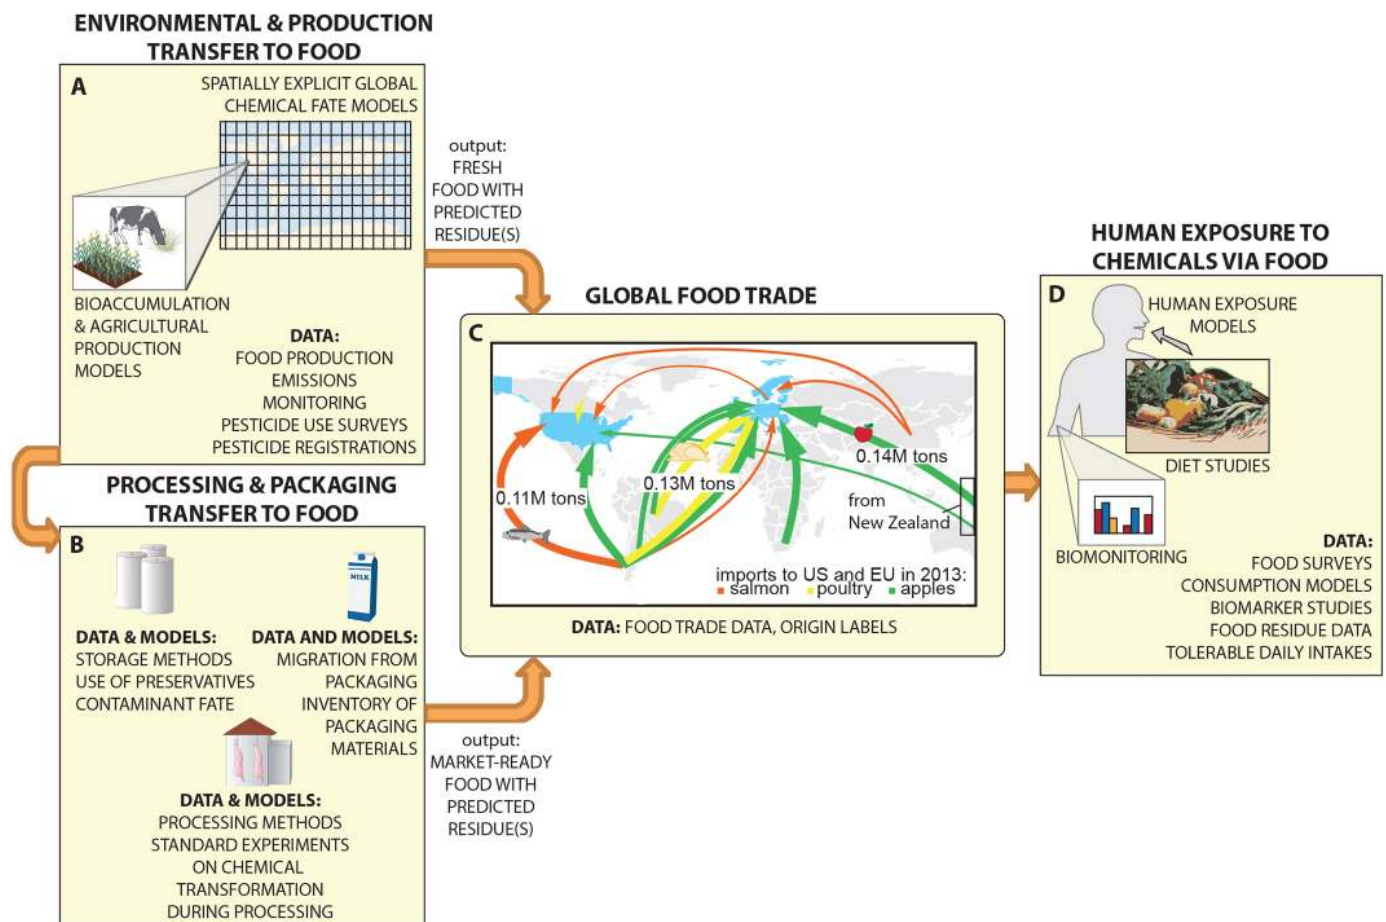 ENVIRONMENTAL & PRODUCTION
TRANSFER TO FOOD
A
SPATIALLY EXPLICIT GLOBAL
CHEMICAL FATE MODELS
BIOACCUMULATION
& AGRICULTURAL
PRODUCTION
MODELS
DATA:
FOOD PRODUCTION
EMISSIONS
MONITORING
PESTICIDE USE SURVEYS
PESTICIDE REGISTRATIONS
output:
FRESH
FOOD WITH
PREDICTED
RESIDUE(S)
PROCESSING & PACKAGING
TRANSFER TO FOOD
B
MILK
DATA & MODELS:
STORAGE METHODS
USE OF PRESERVATIVES
CONTAMINANT FATE
DATA AND MODELS:
MIGRATION FROM
PACKAGING
INVENTORY OF
PACKAGING
MATERIALS
DATA & MODELS:
PROCESSING METHODS
STANDARD EXPERIMENTS
ON CHEMICAL
TRANSFORMATION
DURING PROCESSING
output:
MARKET-READY
FOOD WITH
PREDICTED
RESIDUE(S)
GLOBAL FOOD TRADE
C
0.11M tons
0.13M tons
0.14M tons
from
New Zealand
imports to US and EU in 2013:
salmon poultry apples
DATA: FOOD TRADE DATA, ORIGIN LABELS
HUMAN EXPOSURE TO
CHEMICALS VIA FOOD
D
HUMAN EXPOSURE
MODELS
DIET STUDIES
BIOMONITORING
DATA:
FOOD SURVEYS
CONSUMPTION MODELS
BIOMARKER STUDIES
FOOD RESIDUE DATA
TOLERABLE DAILY INTAKES